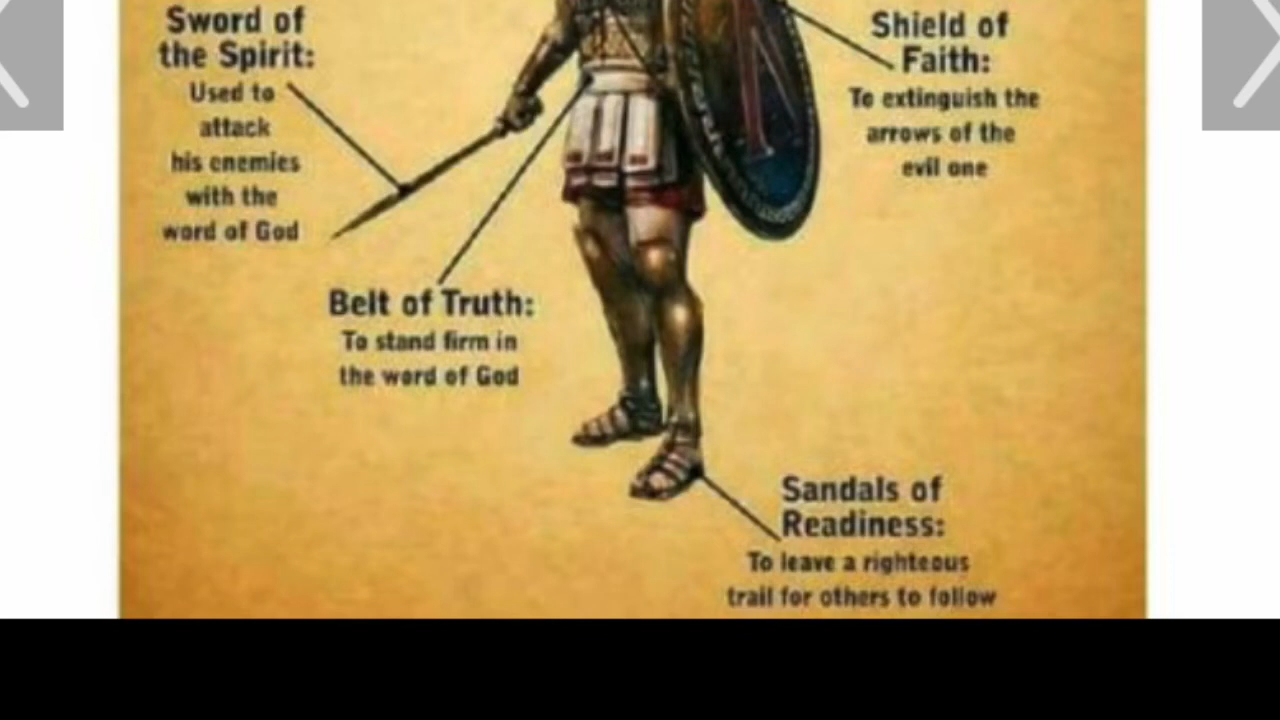 Sword of
the Spirit:
Used to
attack
his enemies
with the
word of God
Shield of
Faith:
To extinguish the
arrows of the
evil one
Belt of Truth:
To stand firm in
the word of God
Sandals of
Readiness:
To leave a righteous
trail for others to follow